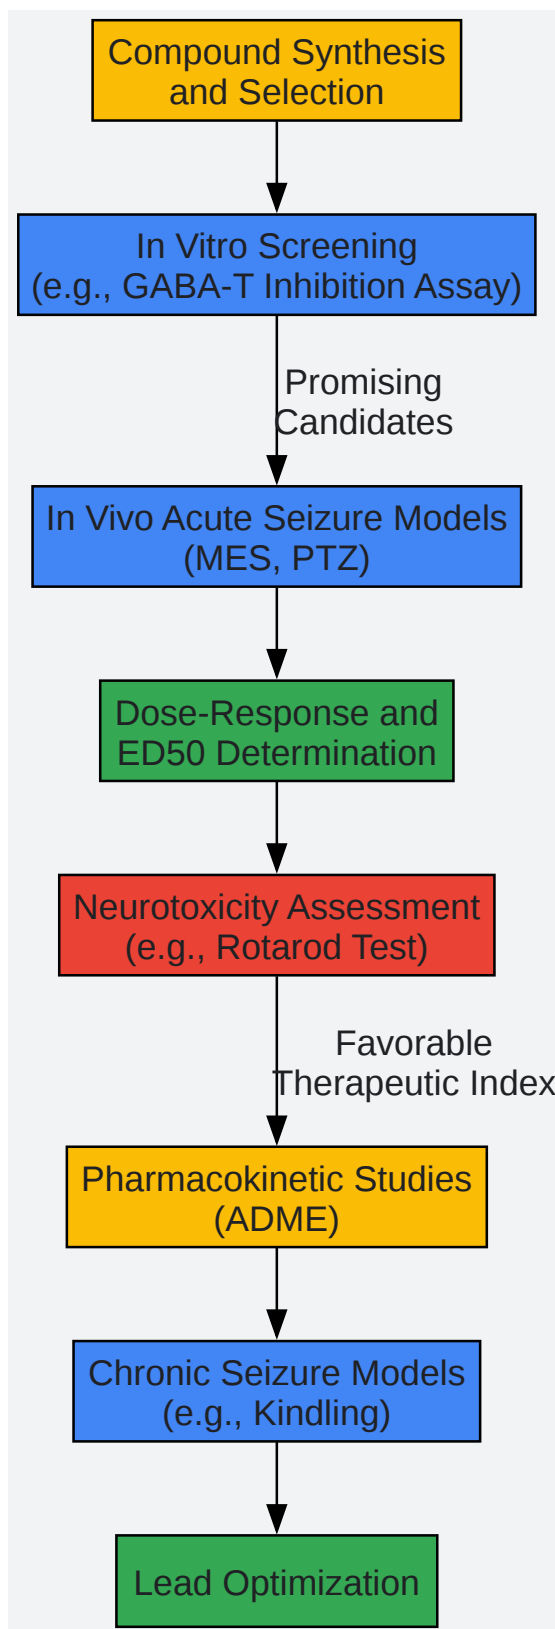 Compound Synthesis
and Selection
In Vitro Screening
(e.g., GABA-T Inhibition Assay)
Promising
Candidates
In Vivo Acute Seizure Models
(MES, PTZ)
Dose-Response and
ED50 Determination
Neurotoxicity Assessment
(e.g., Rotarod Test)
Favorable
Therapeutic Index
Pharmacokinetic Studies
(ADME)
Chronic Seizure Models
(e.g., Kindling)
Lead Optimization